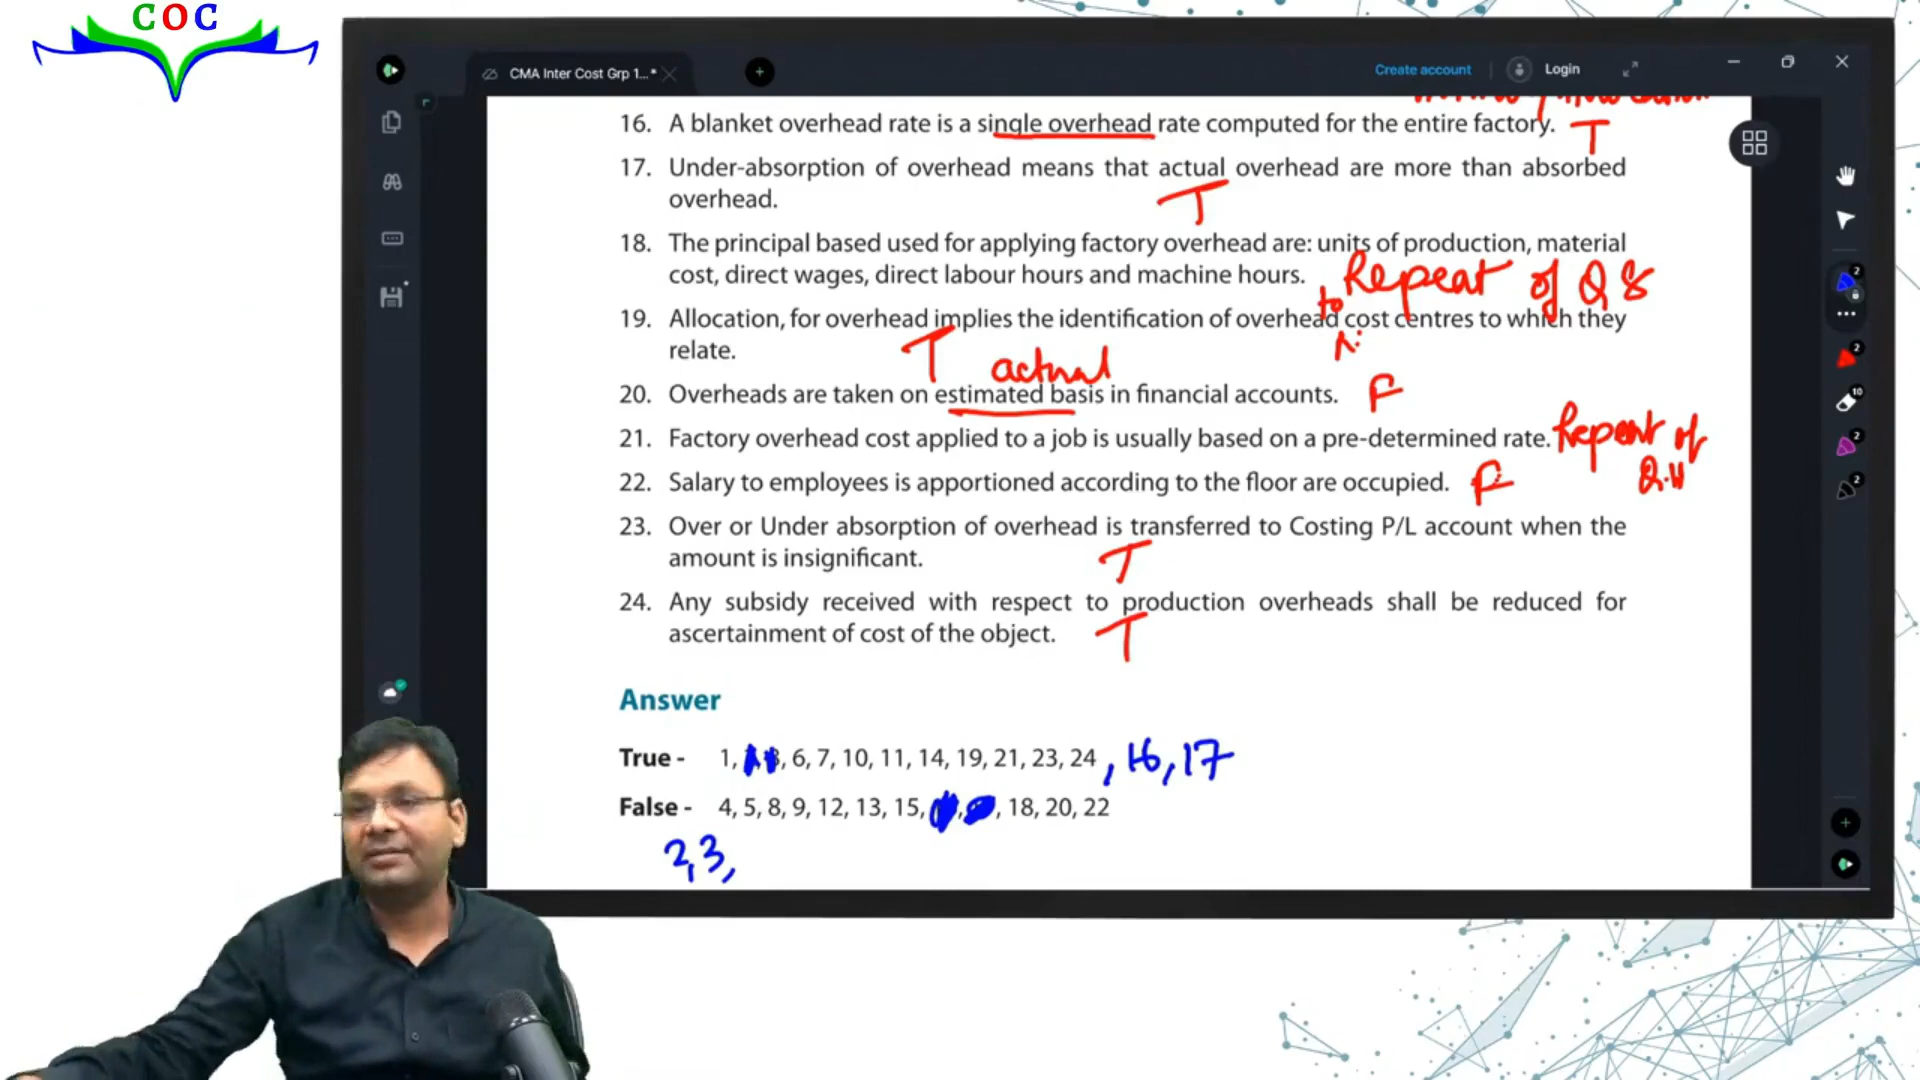 COC
CMA Inter Cost Grp 1...*
Create account
Login
16. A blanket overhead rate is a single overhead rate computed for the entire factory. T
17. Under-absorption of overhead means that actual overhead are more than absorbed
overhead. T
18. The principal based used for applying factory overhead are: units of production, material
cost, direct wages, direct labour hours and machine hours. Repeat of Q 8
to
19. Allocation, for overhead implies the identification of overhead cost centres to which they
relate. T
actual
20. Overheads are taken on estimated basis in financial accounts. F
21. Factory overhead cost applied to a job is usually based on a pre-determined rate. Repeat of
Q.11
22. Salary to employees is apportioned according to the floor are occupied. F
23. Over or Under absorption of overhead is transferred to Costing P/L account when the
amount is insignificant. T
24. Any subsidy received with respect to production overheads shall be reduced for
ascertainment of cost of the object. T
Answer
True - 1, 6, 7, 10, 11, 14, 19, 21, 23, 24, 16, 17
False - 4, 5, 8, 9, 12, 13, 15, 18, 20, 22
2, 3,